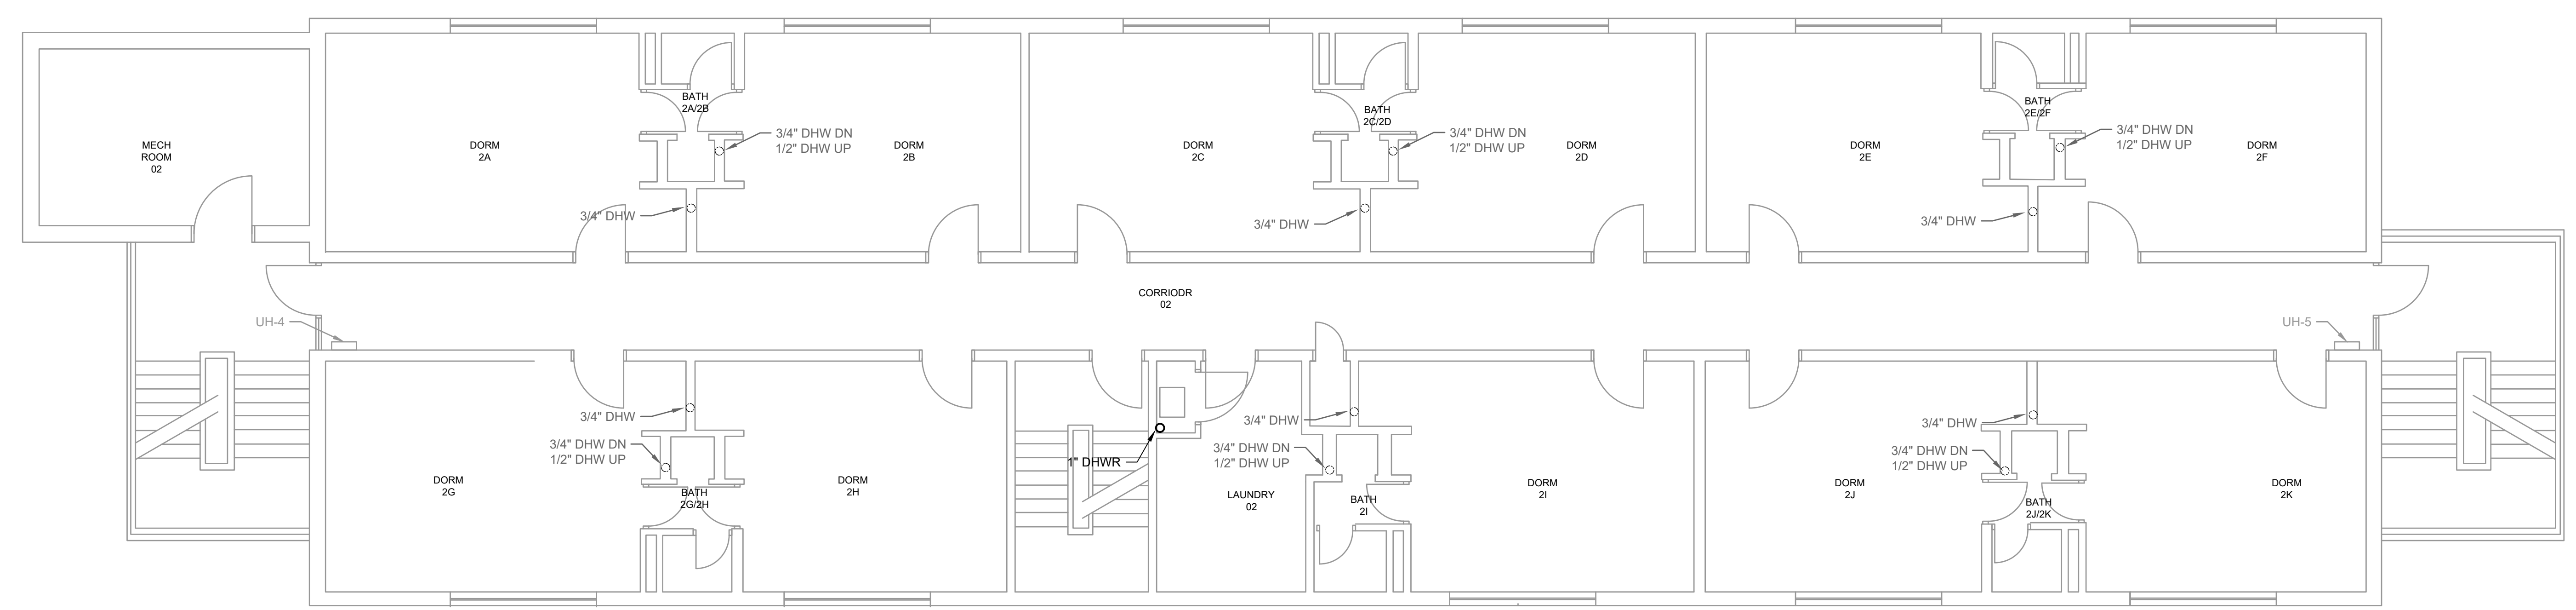 MECH
ROOM
02
DORM
2A
BATH
2A/2B
3/4" DHW DN
1/2" DHW UP
DORM
2B
3/4" DHW
DORM
2C
BATH
2C/2D
3/4" DHW DN
1/2" DHW UP
DORM
2D
3/4" DHW
DORM
2E
BATH
2E/2F
3/4" DHW DN
1/2" DHW UP
DORM
2F
3/4" DHW
CORRIODR
02
UH-4
UH-5
DORM
2G
3/4" DHW
3/4" DHW DN
1/2" DHW UP
BATH
2G/2H
DORM
2H
1" DHWR
LAUNDRY
02
3/4" DHW
3/4" DHW DN
1/2" DHW UP
BATH
2I
DORM
2I
DORM
2J
3/4" DHW
3/4" DHW DN
1/2" DHW UP
BATH
2J/2K
DORM
2K